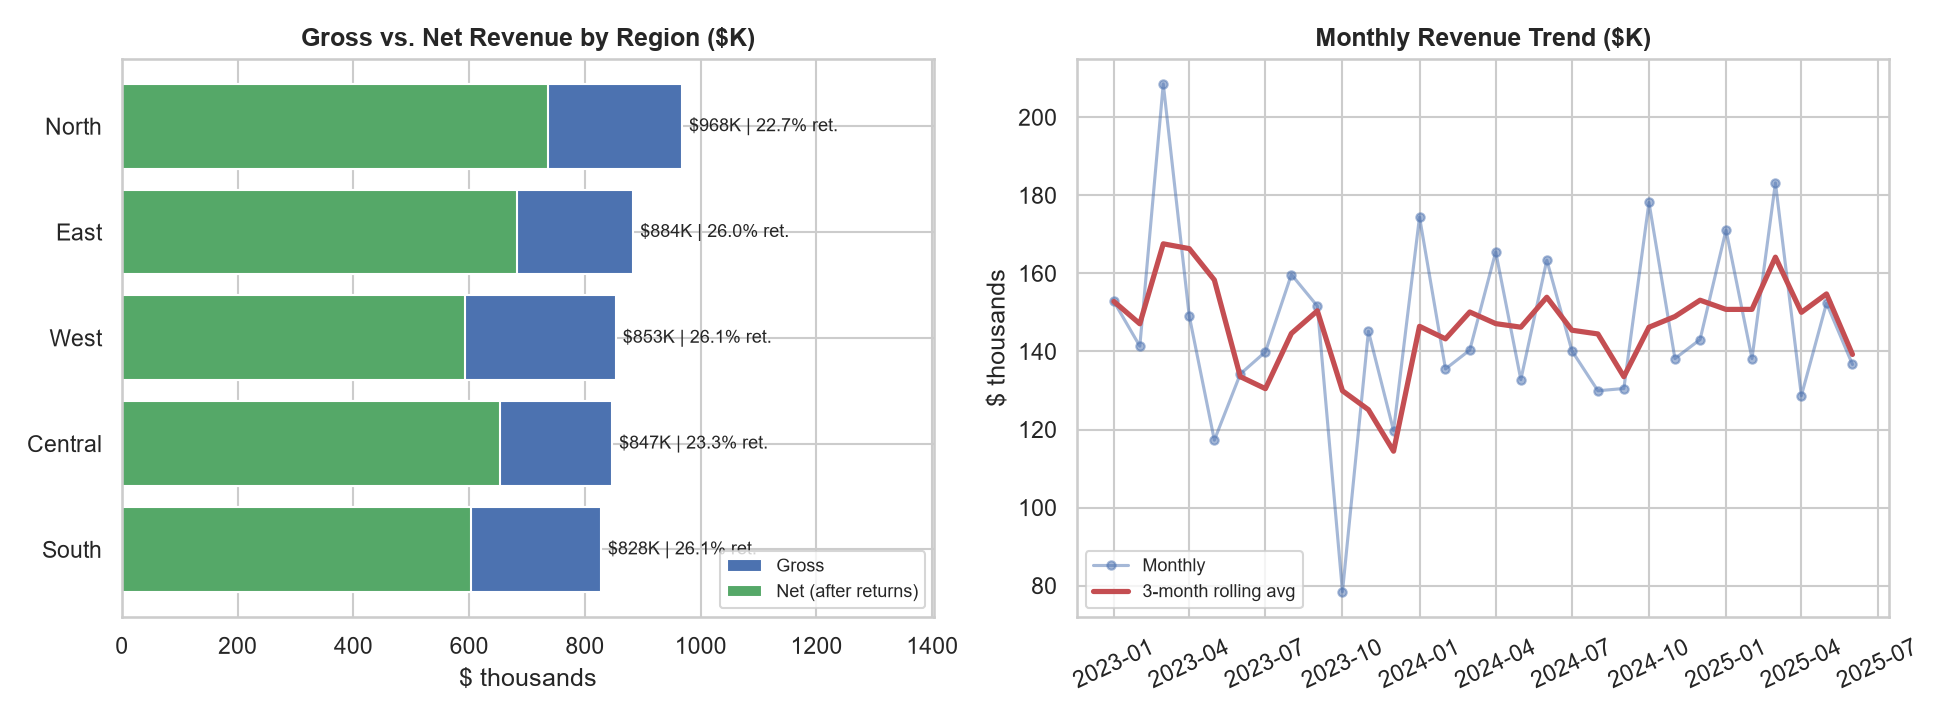 Gross vs. Net Revenue by Region ($K)
North
$968K | 22.7% ret.
East
$884K | 26.0% ret.
West
$853K | 26.1% ret.
Central
$847K | 23.3% ret.
South
$828K | 26.1% ret.
Gross
Net (after returns)
0 200 400 600 800 1000 1200 1400
$ thousands
Monthly Revenue Trend ($K)
$ thousands
200
180
160
140
120
100
80
Monthly
3-month rolling avg
2023-01 2023-04 2023-07 2023-10 2024-01 2024-04 2024-07 2024-10 2025-01 2025-04 2025-07